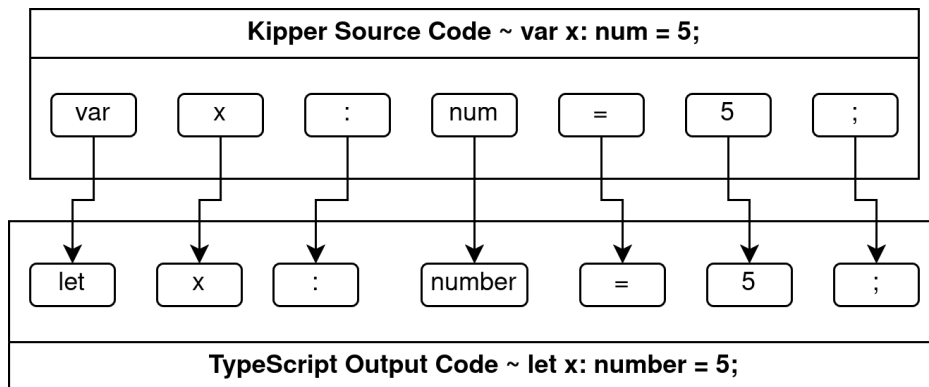 Kipper Source Code ~ var x: num = 5;
var x : num = 5 ;
let x : number = 5 ;
TypeScript Output Code ~ let x: number = 5;